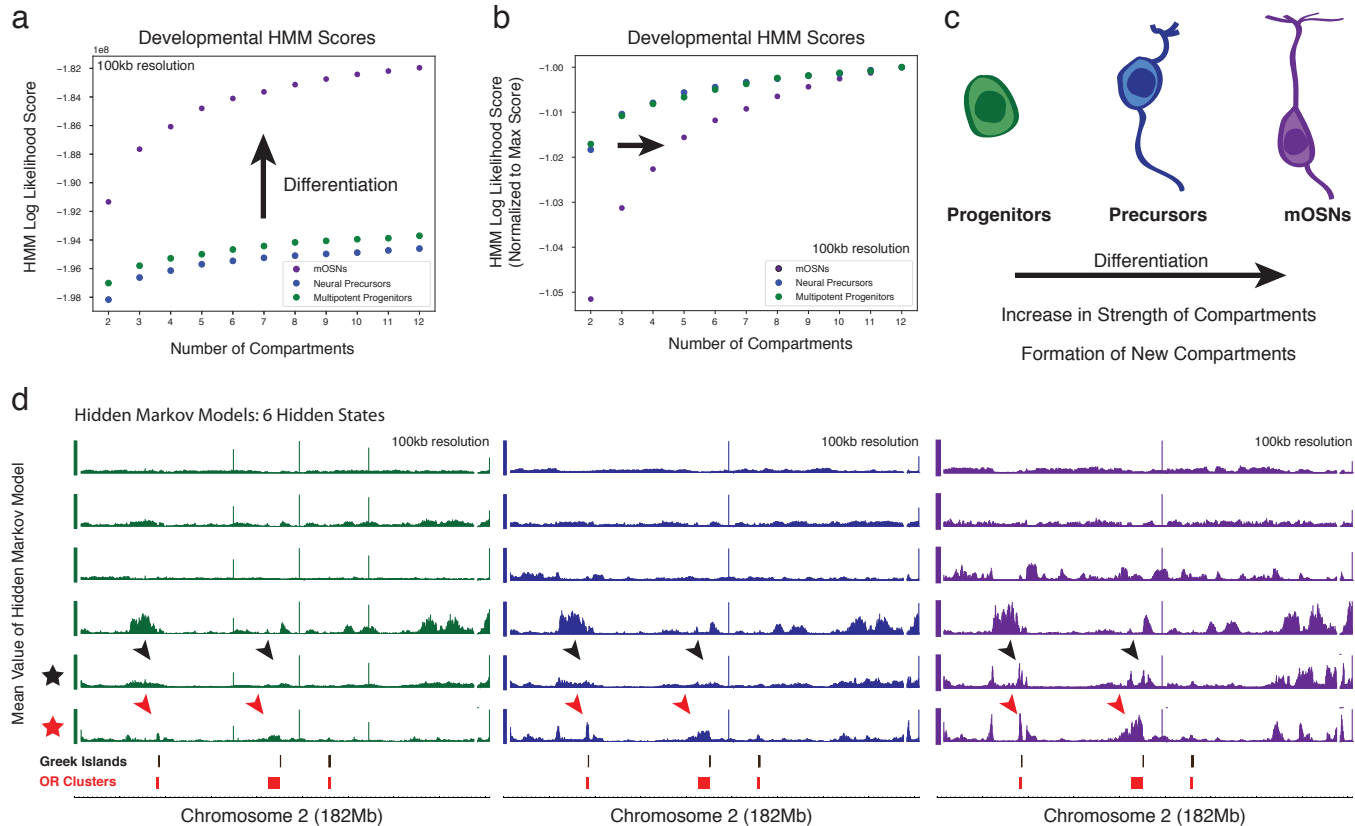 a
Developmental HMM Scores
1e8
100kb resolution
HMM Log Likelihood Score
−1.82
−1.84
−1.86
−1.88
−1.90
−1.92
−1.94
−1.96
−1.98
Differentiation
mOSNs
Neural Precursors
Multipotent Progenitors
2 3 4 5 6 7 8 9 10 11 12
Number of Compartments
b
Developmental HMM Scores
HMM Log Likelihood Score
(Normalized to Max Score)
−1.00
−1.01
−1.02
−1.03
−1.04
−1.05
100kb resolution
mOSNs
Neural Precursors
Multipotent Progenitors
2 3 4 5 6 7 8 9 10 11 12
Number of Compartments
c
Progenitors Precursors mOSNs
Differentiation
Increase in Strength of Compartments
Formation of New Compartments
d
Hidden Markov Models: 6 Hidden States
100kb resolution 100kb resolution 100kb resolution
Mean Value of Hidden Markov Model
Greek Islands
OR Clusters
Chromosome 2 (182Mb) Chromosome 2 (182Mb) Chromosome 2 (182Mb)